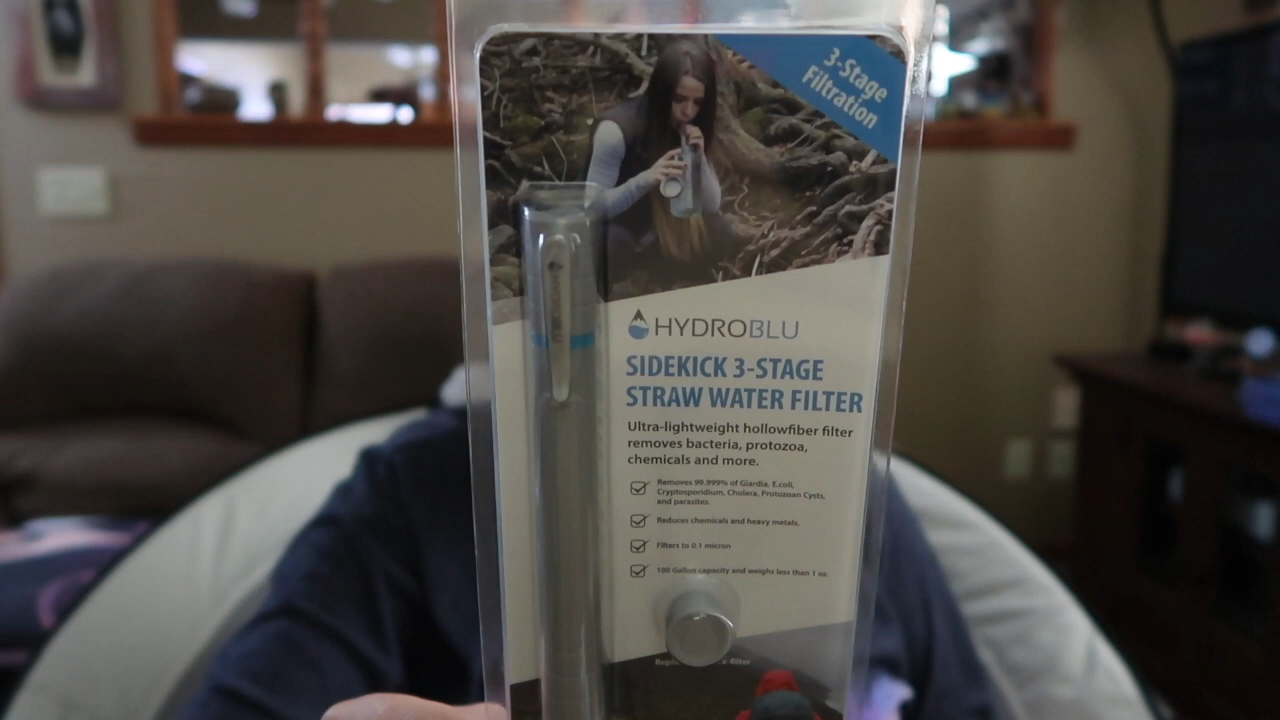 3-Stage
Filtration
HYDROBLU
SIDEKICK 3-STAGE
STRAW WATER FILTER
Ultra-lightweight hollowfiber filter
removes bacteria, protozoa,
chemicals and more.
Removes 99.999% of Giardia, E.coli,
Cryptosporidium, Cholera, Protozoan Cysts,
and parasites.
Reduces chemicals and heavy metals.
Filters to 0.1 micron
100 Gallon capacity and weighs less than 1 oz.